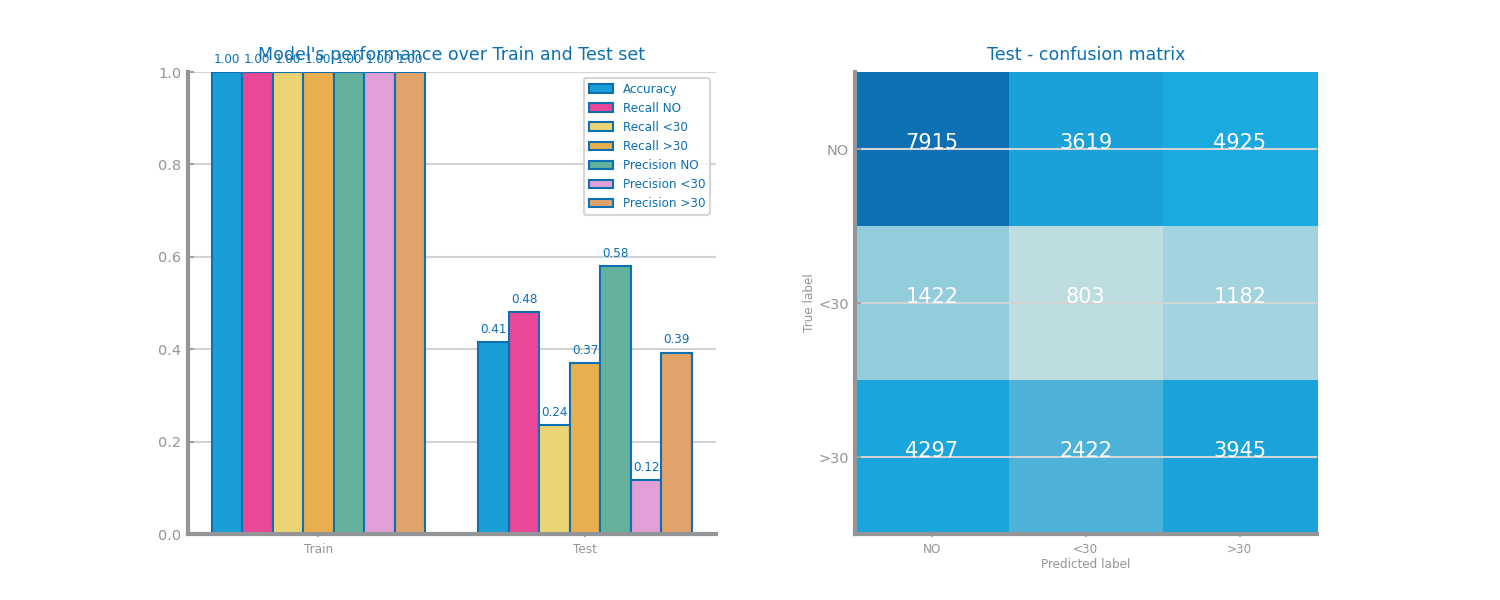 Model's performance over Train and Test set
1.00 1.00 1.00 1.00 1.00 1.00 1.00
1.0
0.8
0.6
0.4
0.2
0.0
Accuracy
Recall NO
Recall <30
Recall >30
Precision NO
Precision <30
Precision >30
0.41
0.48
0.24
0.37
0.58
0.12
0.39
Train
Test
Test - confusion matrix
True label
NO
7915 3619 4925
<30
1422 803 1182
>30
4297 2422 3945
NO <30 >30
Predicted label